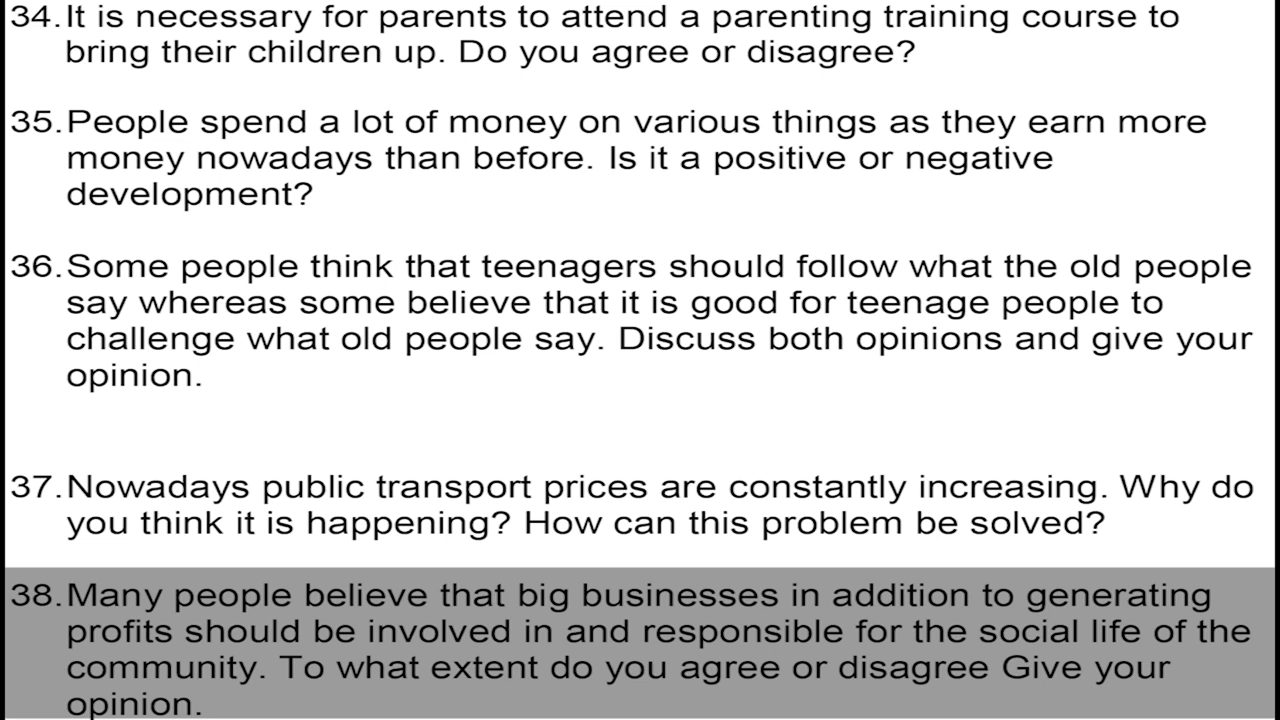 34. It is necessary for parents to attend a parenting training course to
bring their children up. Do you agree or disagree?
35. People spend a lot of money on various things as they earn more
money nowadays than before. Is it a positive or negative
development?
36. Some people think that teenagers should follow what the old people
say whereas some believe that it is good for teenage people to
challenge what old people say. Discuss both opinions and give your
opinion.
37. Nowadays public transport prices are constantly increasing. Why do
you think it is happening? How can this problem be solved?
38. Many people believe that big businesses in addition to generating
profits should be involved in and responsible for the social life of the
community. To what extent do you agree or disagree Give your
opinion.